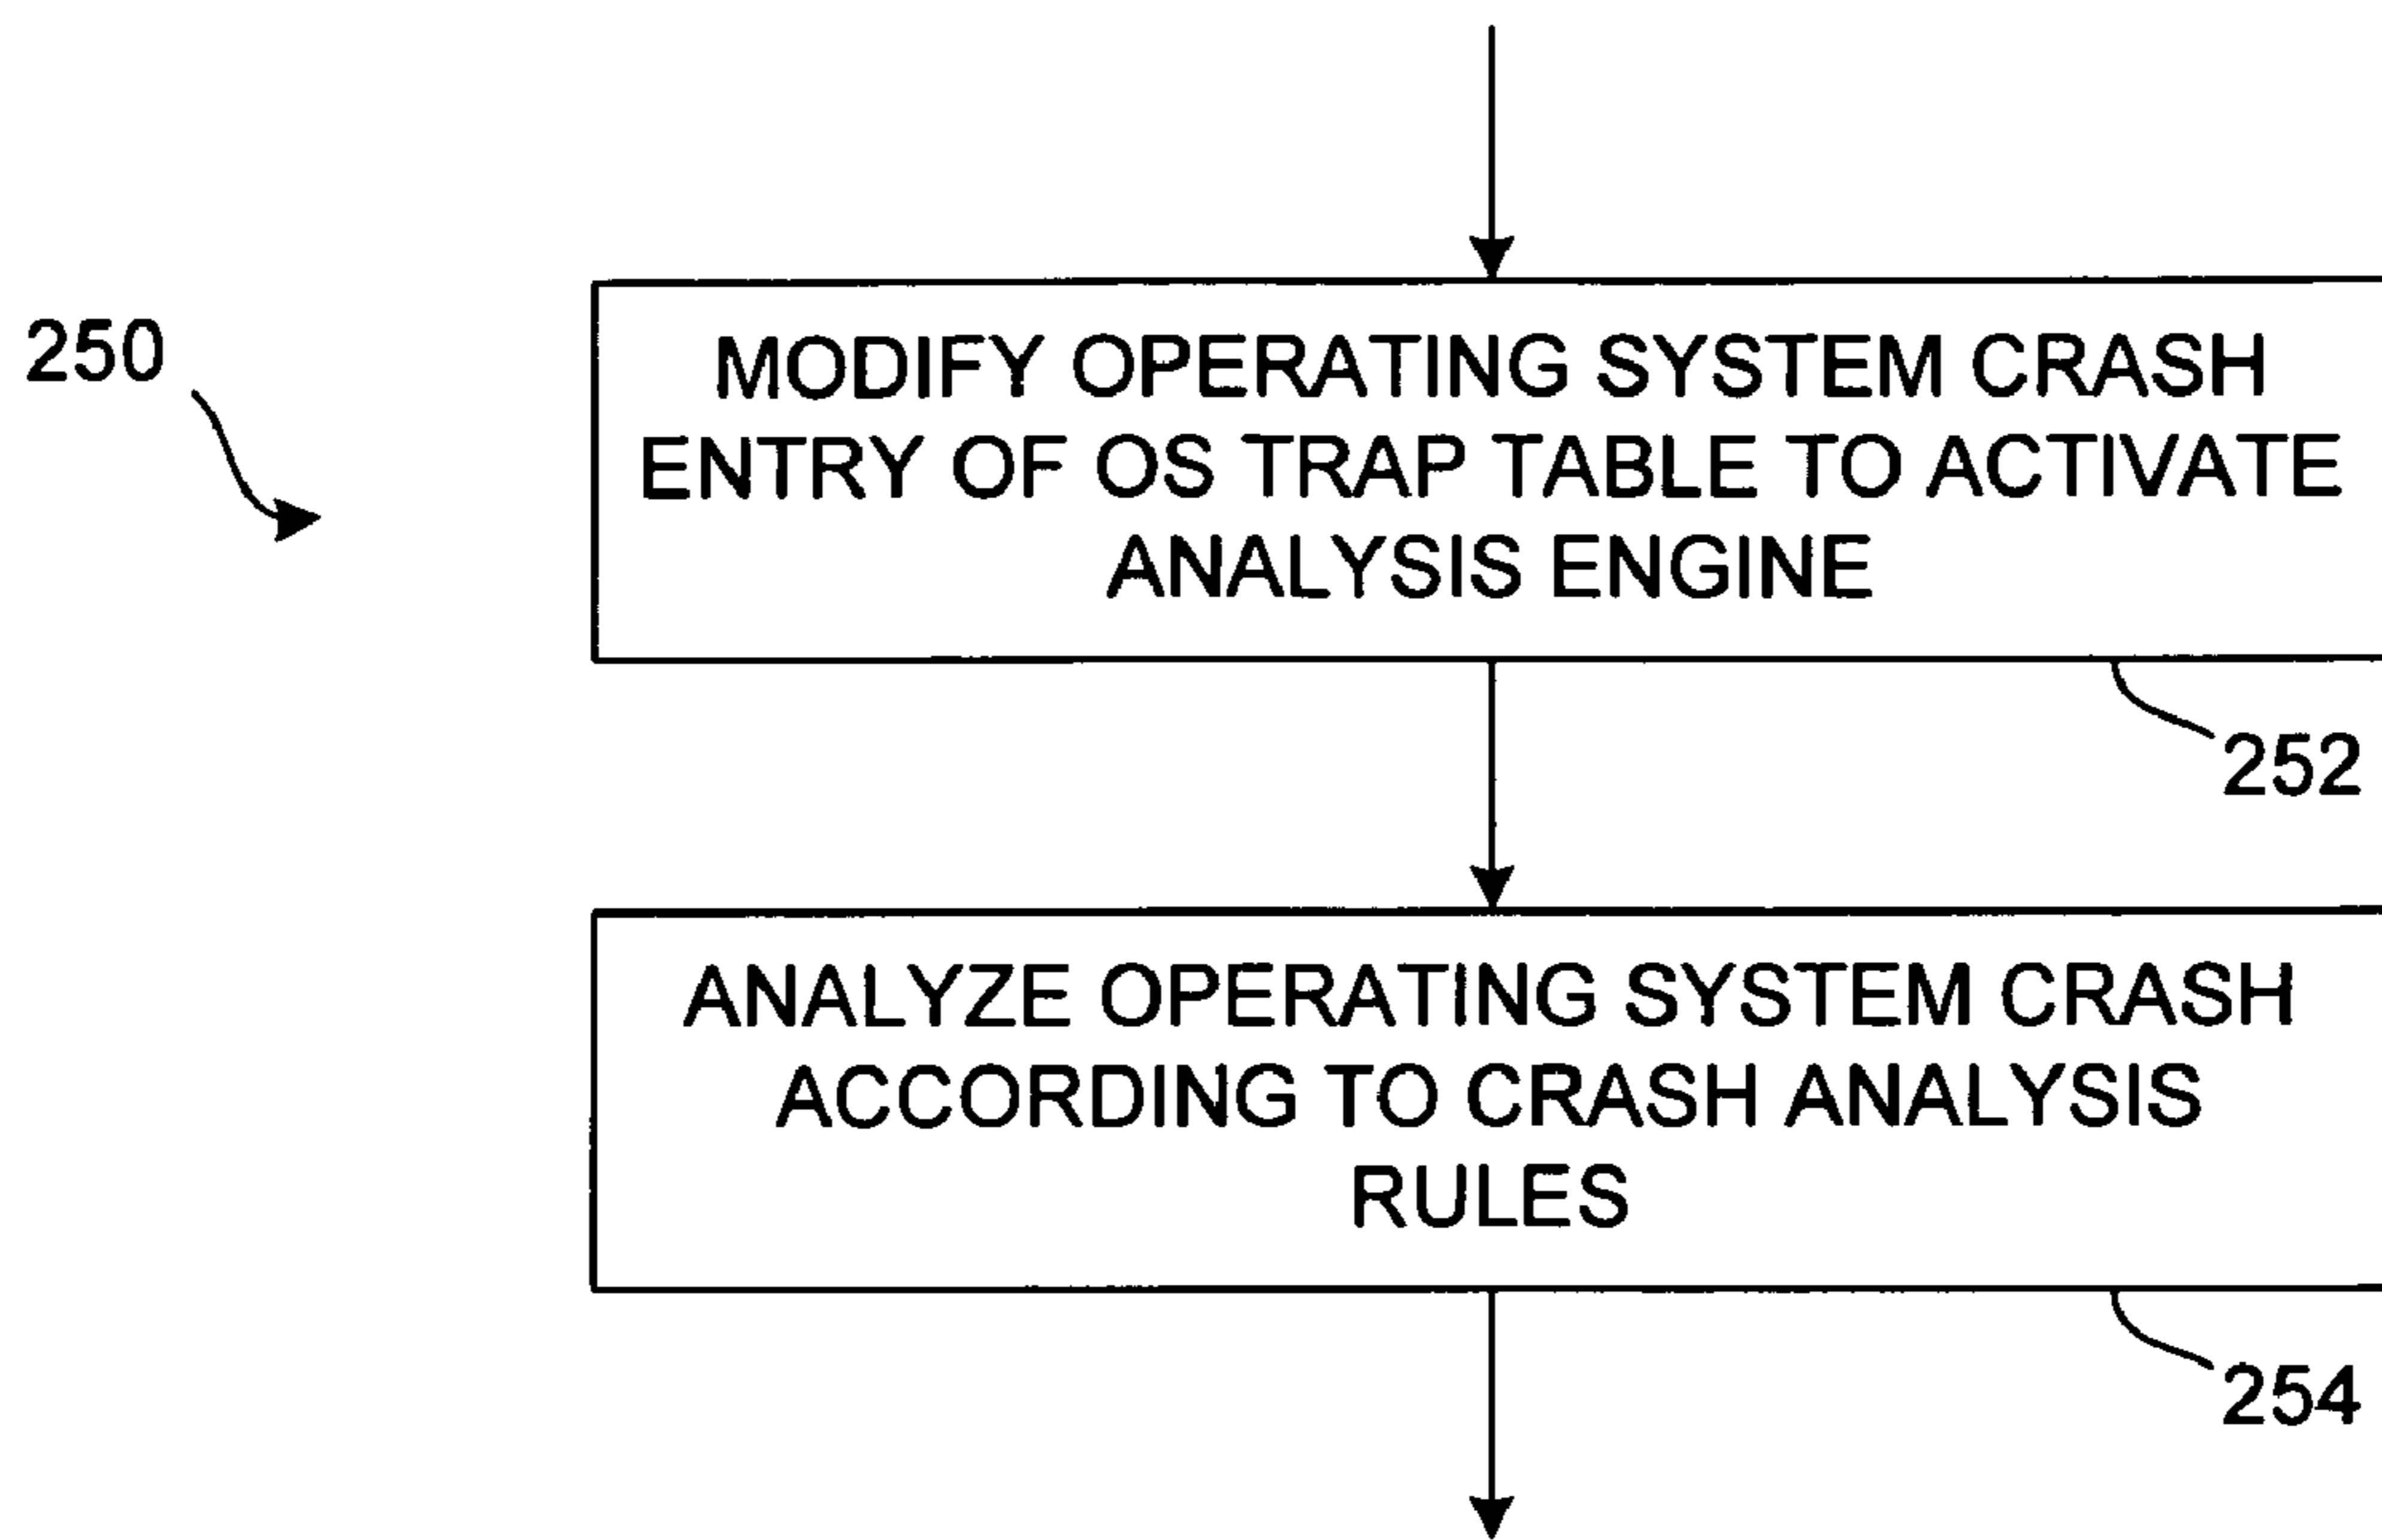 250
MODIFY OPERATING SYSTEM CRASH
ENTRY OF OS TRAP TABLE TO ACTIVATE
ANALYSIS ENGINE
252
ANALYZE OPERATING SYSTEM CRASH
ACCORDING TO CRASH ANALYSIS
RULES
254